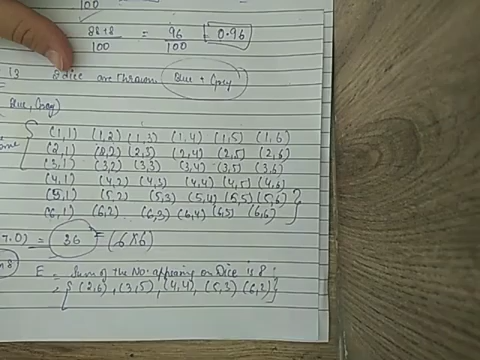 100
88+8 / 100 = 96 / 100 0.96
13 dice are thrown (Blue + Grey)
Blue, Grey)
{ (1,1) (1,2) (1,3) (1,4) (1,5) (1,6)
(2,1) (2,2) (2,3) (2,4) (2,5) (2,6)
(3,1) (3,2) (3,3) (3,4) (3,5) (3,6)
(4,1) (4,2) (4,3) (4,4) (4,5) (4,6)
(5,1) (5,2) (5,3) (5,4) (5,5) (5,6)
(6,1) (6,2) (6,3) (6,4) (6,5) (6,6) }
= 36 = (6x6)
E = Sum of the No. appearing on Dice is 8 :
{ (2,6), (3,5), (4,4), (5,3) (6,2) }